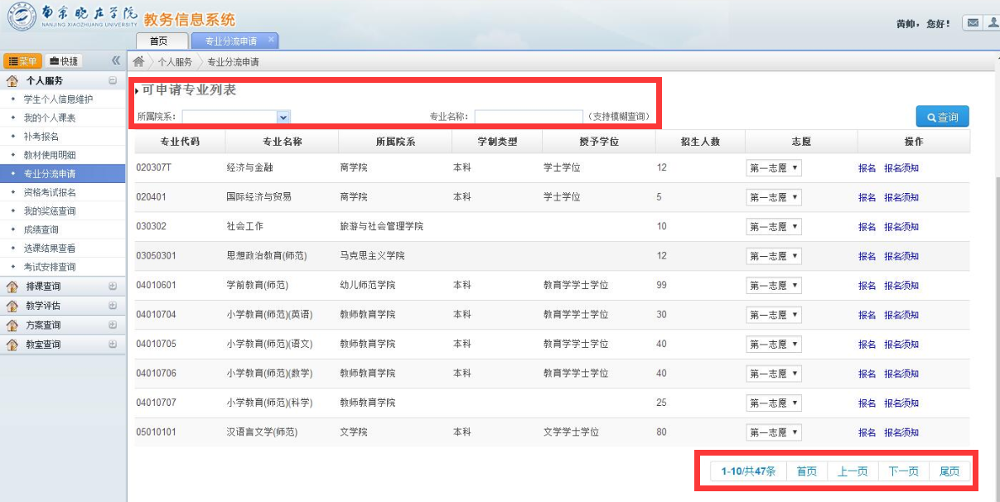 南京晓庄学院 教务信息系统
NANJING XIAOZHUANG UNIVERSITY
黄帅，您好！
首页 专业分流申请
菜单 快捷 个人服务 专业分流申请
个人服务
学生个人信息维护
我的个人课表
补考报名
教材使用明细
专业分流申请
资格考试报名
我的奖惩查询
成绩查询
选课结果查看
考试安排查询
排课查询
教学评估
方案查询
教室查询
可申请专业列表
所属院系： 专业名称： （支持模糊查询） 查询
专业代码 专业名称 所属院系 学制类型 授予学位 招生人数 志愿 操作
020307T 经济与金融 商学院 本科 学士学位 12 第一志愿 报名 报名须知
020401 国际经济与贸易 商学院 本科 学士学位 5 第一志愿 报名 报名须知
030302 社会工作 旅游与社会管理学院 10 第一志愿 报名 报名须知
03050301 思想政治教育(师范) 马克思主义学院 12 第一志愿 报名 报名须知
04010601 学前教育(师范) 幼儿师范学院 本科 教育学学士学位 99 第一志愿 报名 报名须知
04010704 小学教育(师范)(英语) 教师教育学院 本科 教育学学士学位 30 第一志愿 报名 报名须知
04010705 小学教育(师范)(语文) 教师教育学院 本科 教育学学士学位 40 第一志愿 报名 报名须知
04010706 小学教育(师范)(数学) 教师教育学院 本科 教育学学士学位 40 第一志愿 报名 报名须知
04010707 小学教育(师范)(科学) 教师教育学院 25 第一志愿 报名 报名须知
05010101 汉语言文学(师范) 文学院 本科 文学学士学位 80 第一志愿 报名 报名须知
1-10/共47条 首页 上一页 下一页 尾页